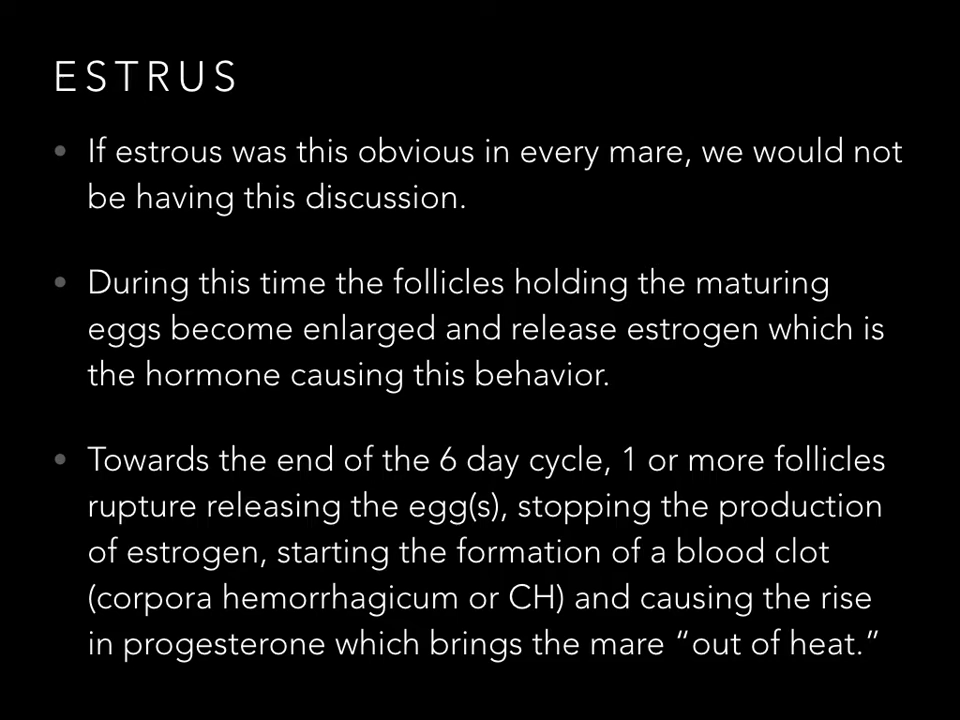 ESTRUS
• If estrous was this obvious in every mare, we would not
be having this discussion.
• During this time the follicles holding the maturing
eggs become enlarged and release estrogen which is
the hormone causing this behavior.
• Towards the end of the 6 day cycle, 1 or more follicles
rupture releasing the egg(s), stopping the production
of estrogen, starting the formation of a blood clot
(corpora hemorrhagicum or CH) and causing the rise
in progesterone which brings the mare “out of heat.”